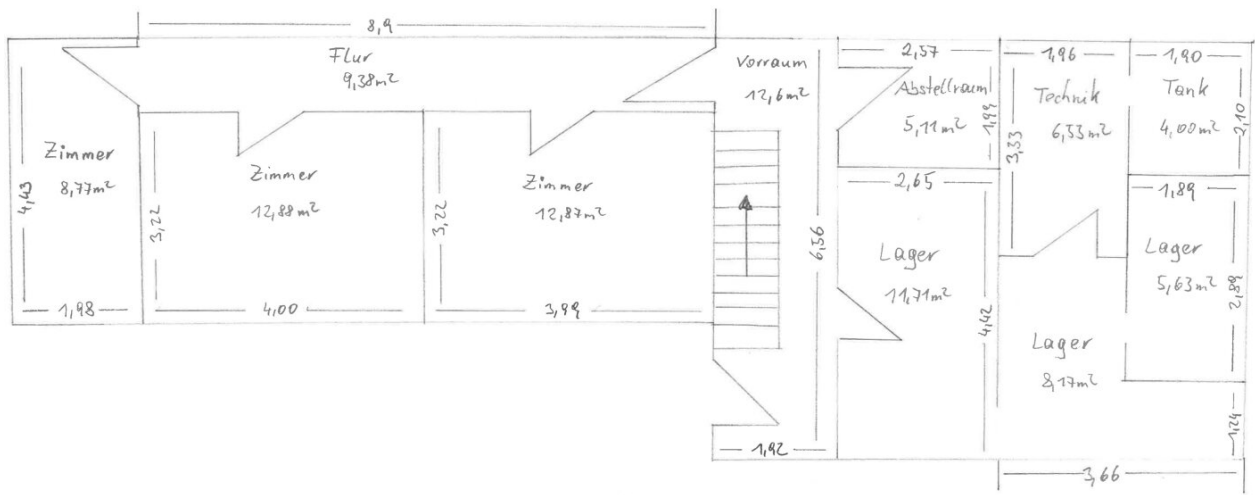 8,9
Flur
9,38m²
Vorraum
12,6m²
2,57
Abstellraum
5,11m²
1,99
1,96
Technik
6,53m²
3,33
1,90
Tank
4,00m²
2,10
Zimmer
8,77m²
4,43
1,98
Zimmer
12,88m²
3,22
4,00
Zimmer
12,87m²
3,22
3,99
6,56
1,92
2,65
Lager
11,71m²
4,42
1,89
Lager
5,63m²
2,89
Lager
8,17m²
1,24
3,66